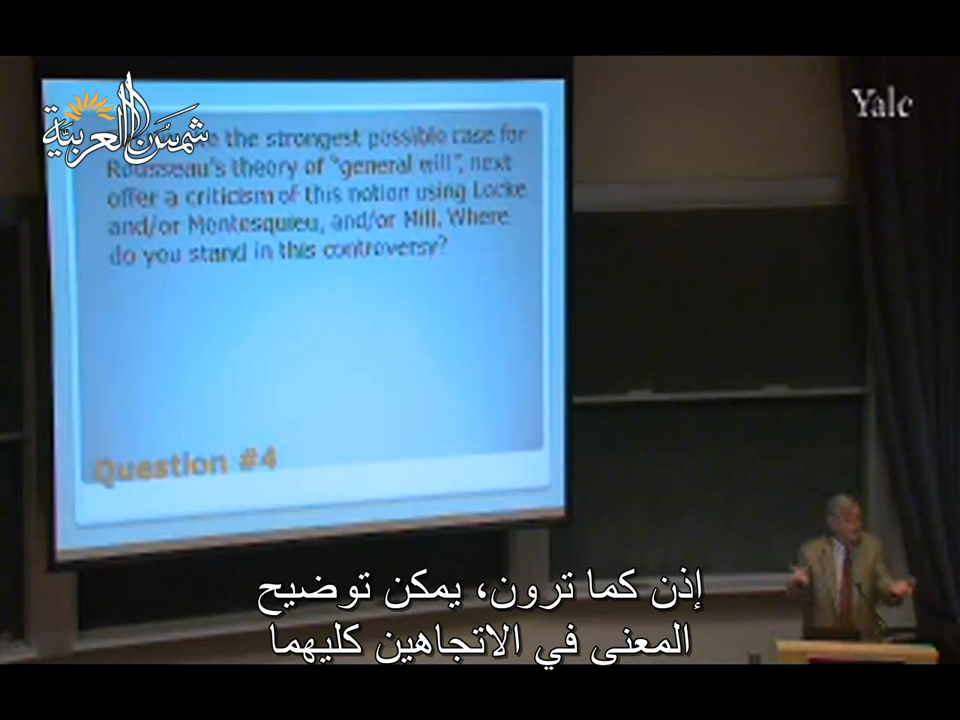 شمس العربية
Yale
the strongest possible case for
Rousseau's theory of "general will", next
offer a criticism of this notion using Locke
and/or Montesquieu, and/or Mill. Where
do you stand in this controversy?
Question #4
إذن كما ترون، يمكن توضيح
المعنى في الاتجاهين كليهما